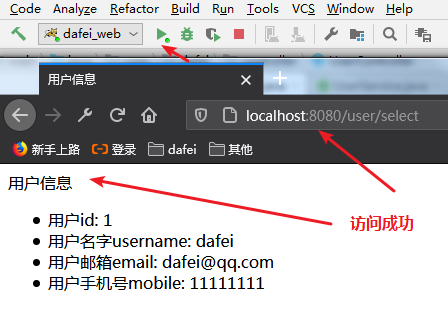 Code Analyze Refactor Build Run Tools VCS Window Help
dafei_web
用户信息
localhost:8080/user/select
新手上路 登录 dafei 其他
用户信息
用户id: 1
用户名字username: dafei
用户邮箱email: dafei@qq.com
用户手机号mobile: 11111111
访问成功